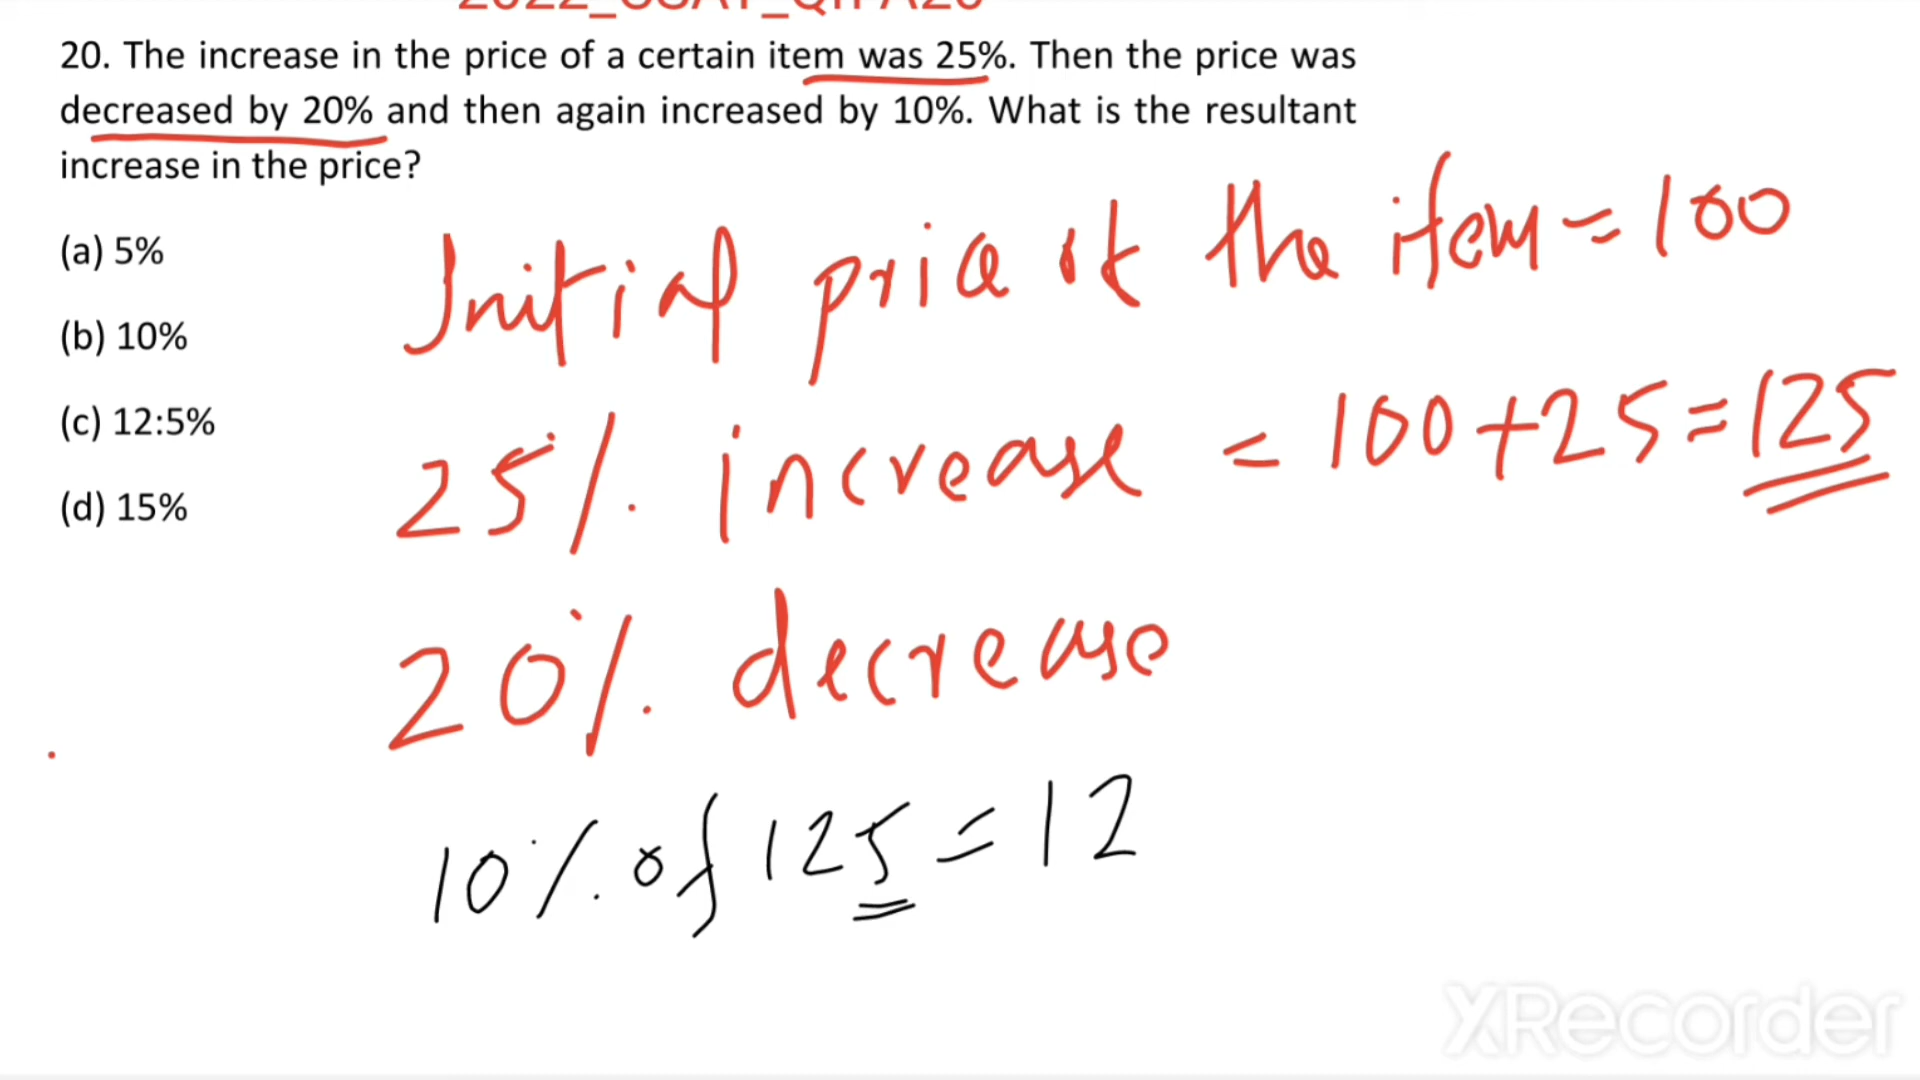 20. The increase in the price of a certain item was 25%. Then the price was
decreased by 20% and then again increased by 10%. What is the resultant
increase in the price?
(a) 5%
(b) 10%
(c) 12:5%
(d) 15%
Initial price of the item = 100
25% increase = 100+25=125
20% decrease
10% of 125 = 12
XRecorder